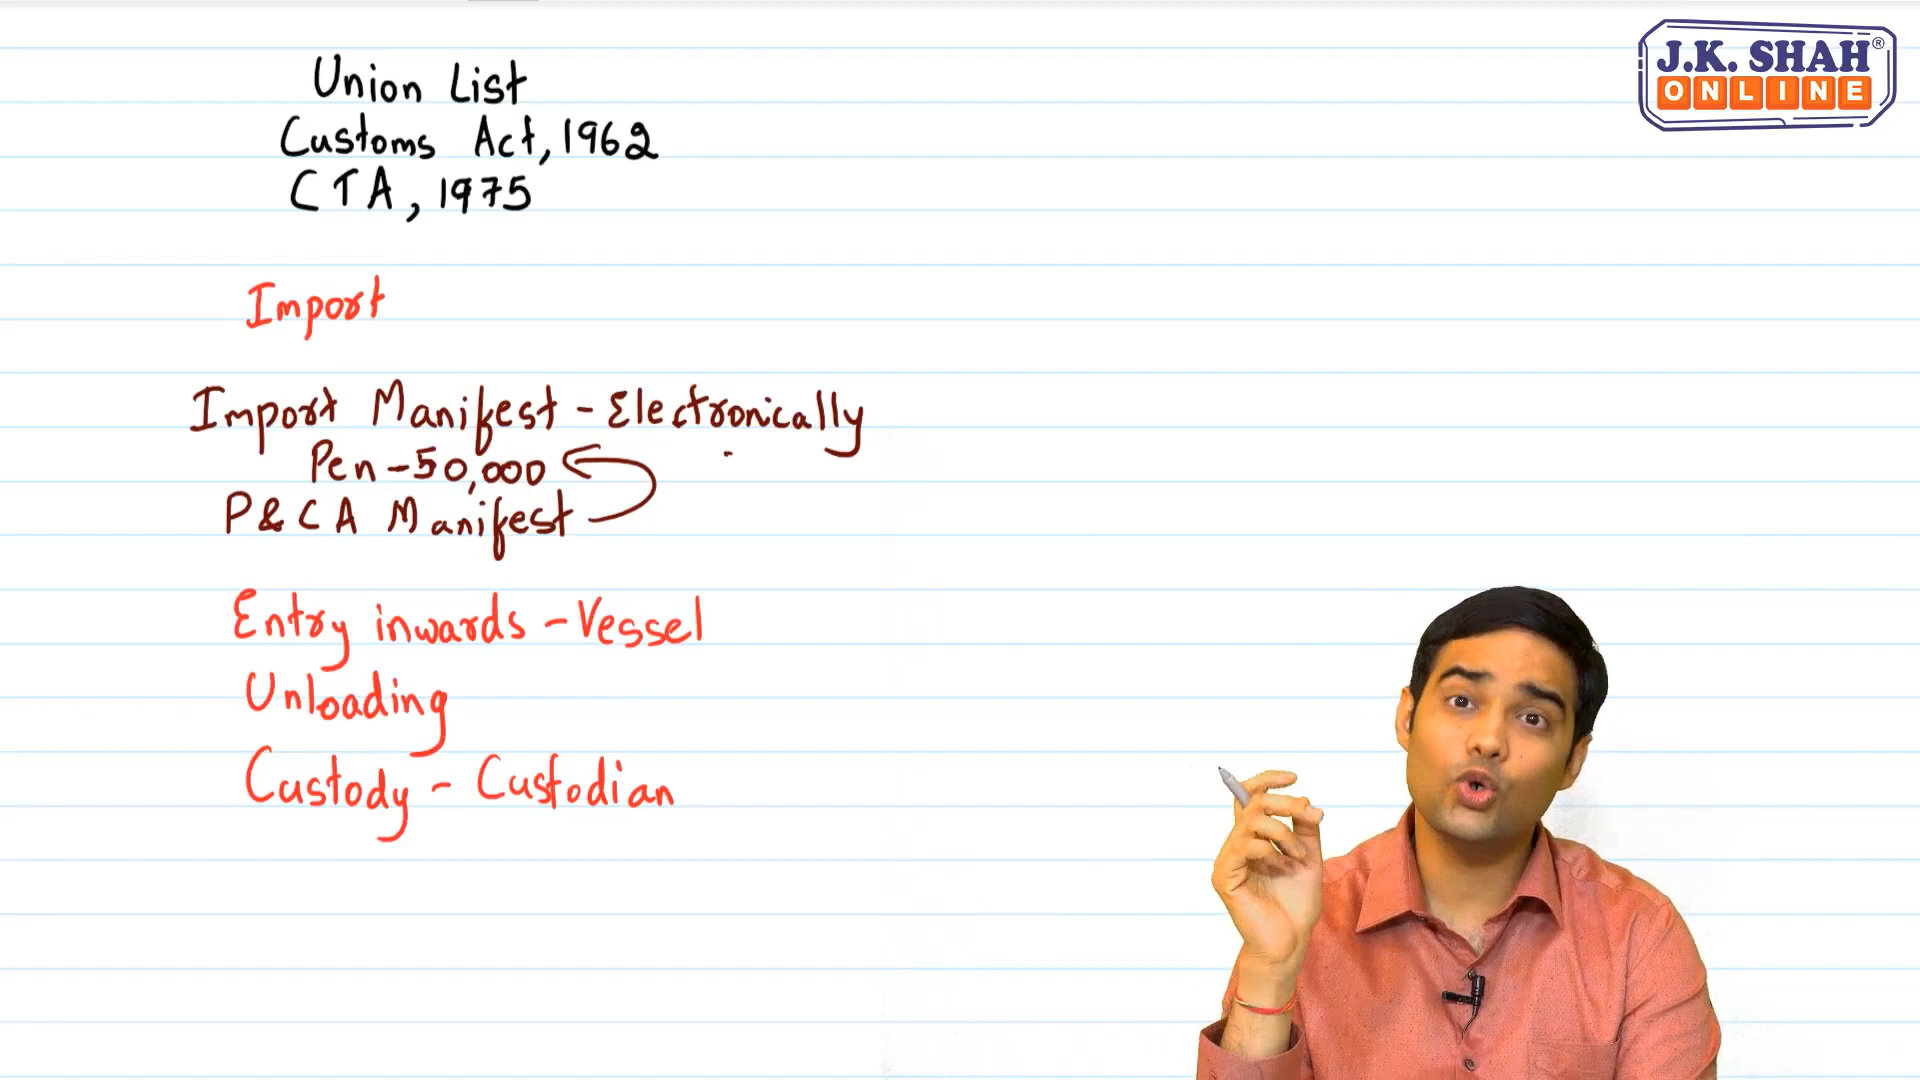 Union List
Customs Act, 1962
CTA, 1975
Import
Import Manifest - Electronically
Pen - 50,000
P & CA Manifest
Entry inwards - Vessel
Unloading
Custody - Custodian
J.K. SHAH®
ONLINE